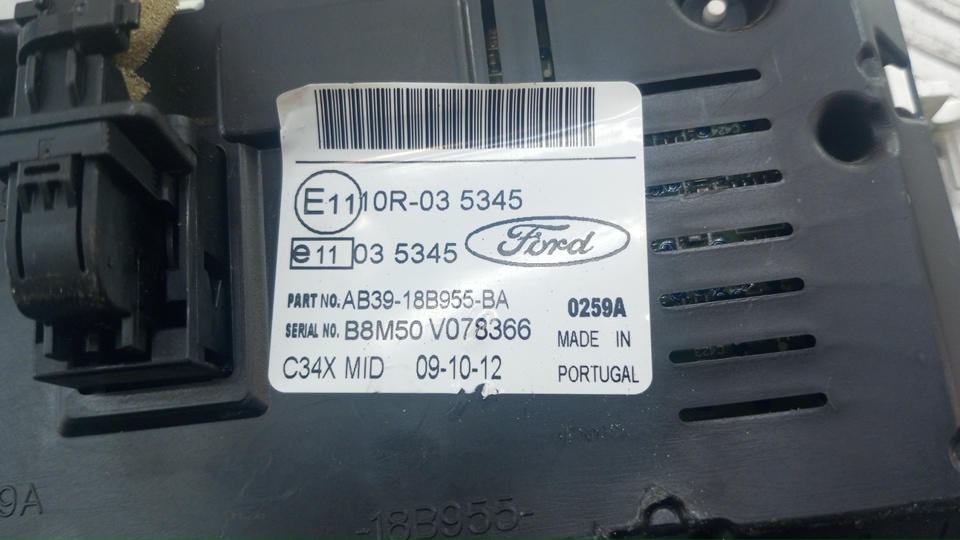 E11 10R-03 5345
e11 03 5345 Ford
PART NO. AB39-18B955-BA 0259A
SERIAL NO. B8M50 V078366 MADE IN
C34X MID 09-10-12 PORTUGAL
9A -18B955-